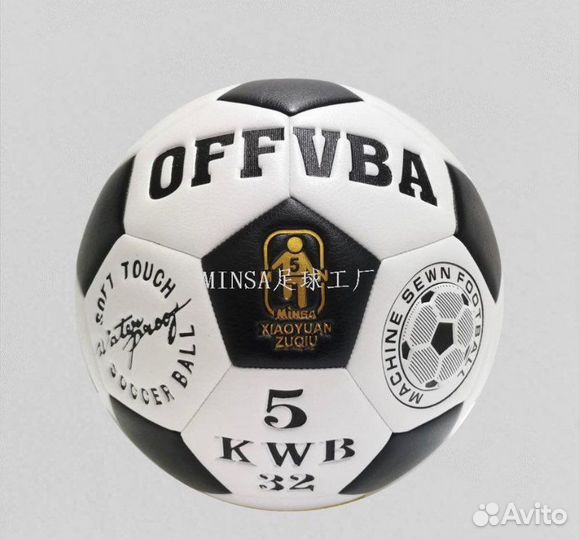 OFFVBA
5
MINSA足球工厂
Minsa
XIAOYUAN
ZUQIU
SOFT TOUCH
Water Proof
SOCCER BALL
MACHINE SEWN FOOTBALL
5
KWB
32
Avito